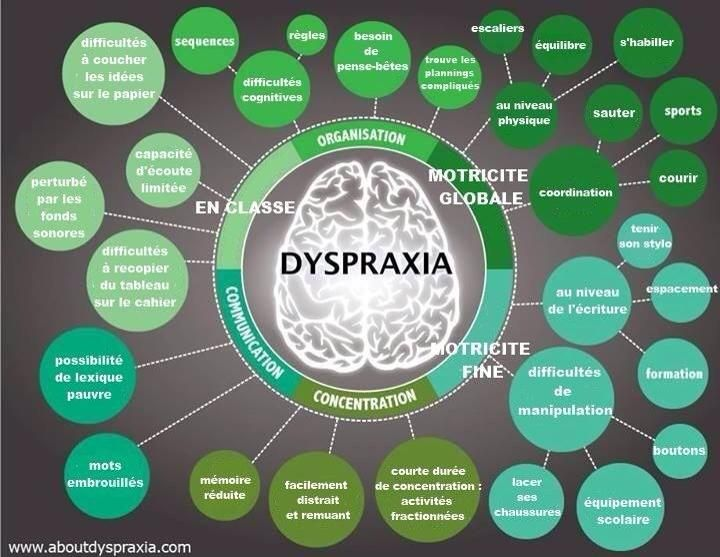 difficultés
à coucher
les idées
sur le papier
sequences
règles
difficultés
cognitives
besoin
de
pense-bêtes
trouve les
plannings
compliqués
escaliers
équilibre
s'habiller
au niveau
physique
sauter
sports
coordination
courir
capacité
d'écoute
limitée
perturbé
par les
fonds
sonores
difficultés
à recopier
du tableau
sur le cahier
ORGANISATION
MOTRICITE
GLOBALE
EN CLASSE
DYSPRAXIA
COMMUNICATION
CONCENTRATION
MOTRICITE
FINE
tenir
son stylo
au niveau
de l'écriture
espacement
formation
difficultés
de
manipulation
boutons
lacer
ses
chaussures
équipement
scolaire
possibilité
de lexique
pauvre
mots
embrouillés
mémoire
réduite
facilement
distrait
et remuant
courte durée
de concentration :
activités
fractionnées
www.aboutdyspraxia.com